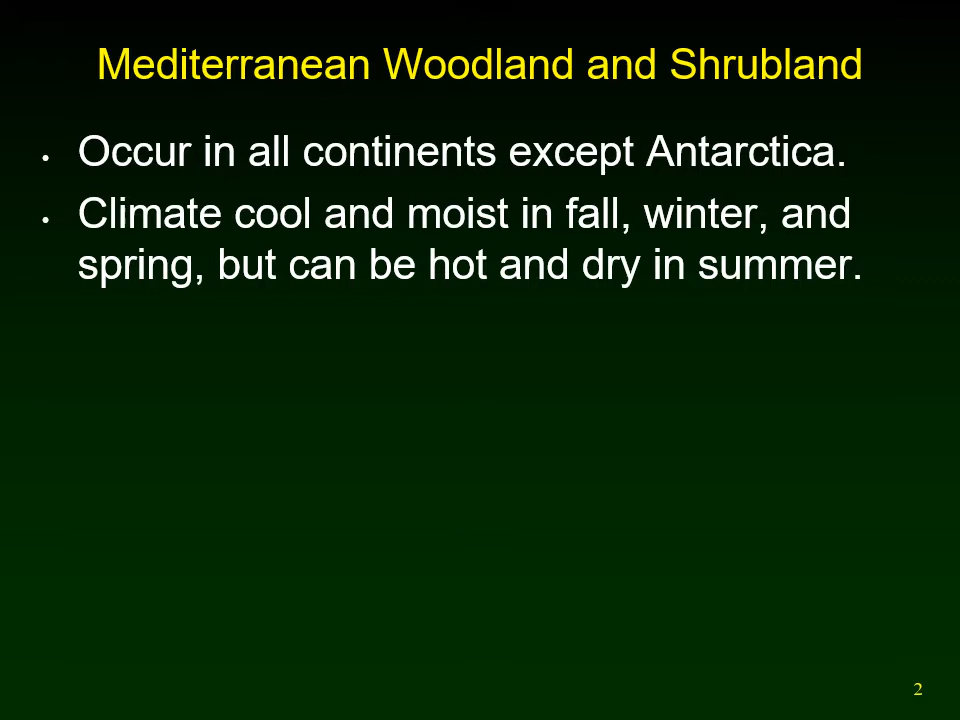 Mediterranean Woodland and Shrubland
• Occur in all continents except Antarctica.
• Climate cool and moist in fall, winter, and
spring, but can be hot and dry in summer.
2